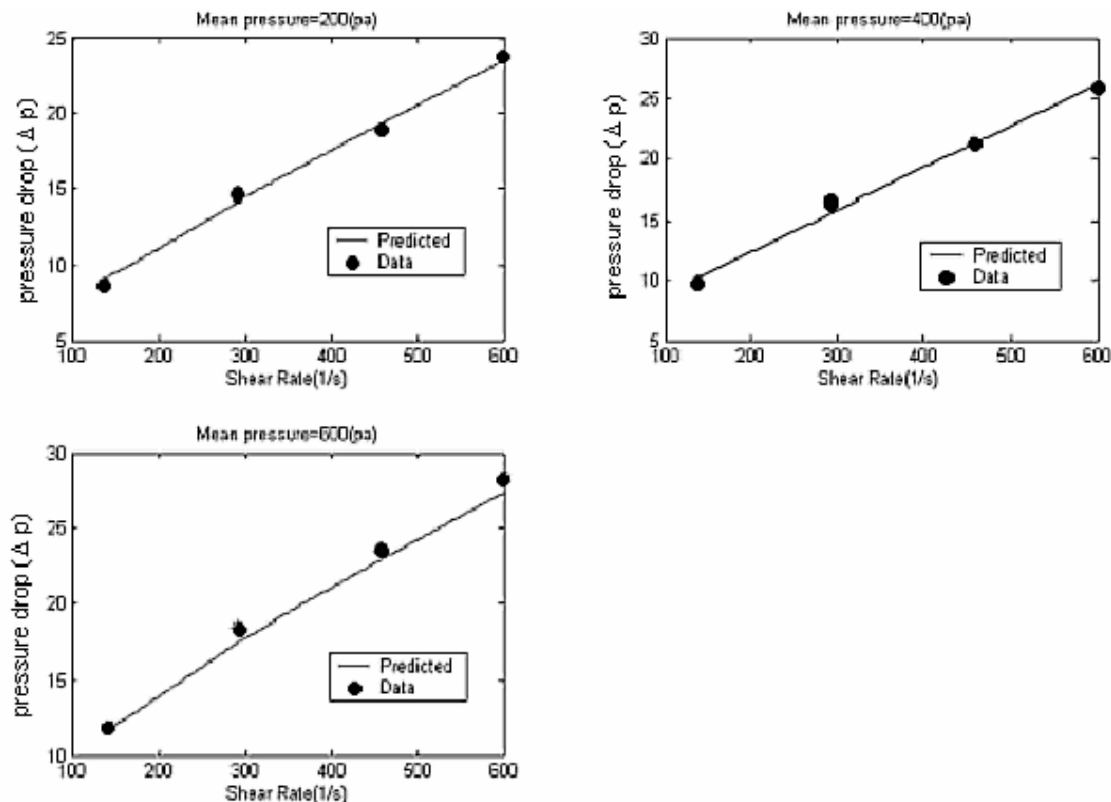 Mean pressure=200(pa)
25
20
15
10
5
pressure drop (Δ p)
Predicted
Data
100 200 300 400 500 600
Shear Rate(1/s)
Mean pressure=400(pa)
30
25
20
15
10
5
pressure drop (Δ p)
Predicted
Data
100 200 300 400 500 600
Shear Rate(1/s)
Mean pressure=600(pa)
30
25
20
15
10
pressure drop (Δ p)
Predicted
Data
100 200 300 400 500 600
Shear Rate(1/s)